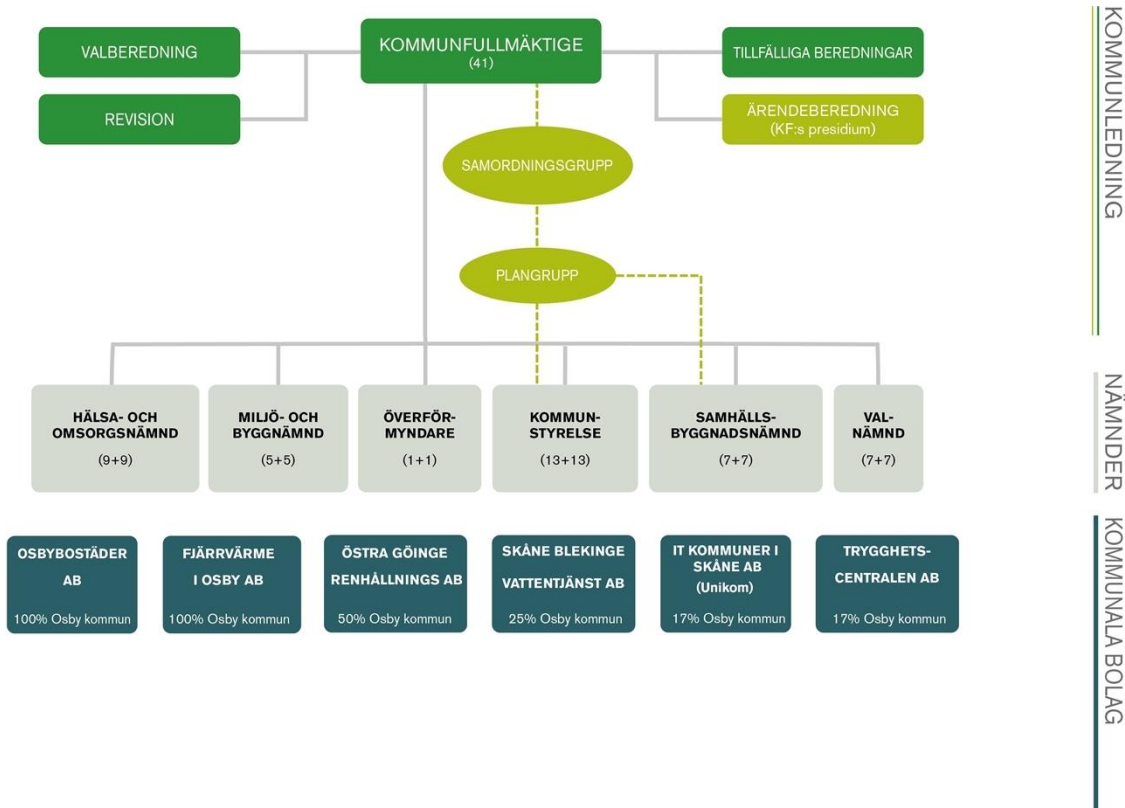 VALBEREDNING
KOMMUNFULLMÄKTIGE
(41)
TILLFÄLLIGA BEREDNINGAR
REVISION
ÄRENDEBEREDNING
(KF:s presidium)
SAMORDNINGSGRUPP
PLANGRUPP
HÄLSA- OCH
OMSORGSNÄMND
(9+9)
MILJÖ- OCH
BYGGNÄMND
(5+5)
ÖVERFÖR-
MYNDARE
(1+1)
KOMMUN-
STYRELSE
(13+13)
SAMHÄLLS-
BYGGNADSNÄMND
(7+7)
VAL-
NÄMND
(7+7)
OSBYBOSTÄDER
AB
100% Osby kommun
FJÄRRVÄRME
I OSBY AB
100% Osby kommun
ÖSTRA GÖINGE
RENHÅLLNINGS AB
50% Osby kommun
SKÅNE BLEKINGE
VATTENTJÄNST AB
25% Osby kommun
IT KOMMUNER I
SKÅNE AB
(Unikom)
17% Osby kommun
TRYGGHETS-
CENTRALEN AB
17% Osby kommun
KOMMUNLEDNING
NÄMNDER
KOMMUNALA BOLAG